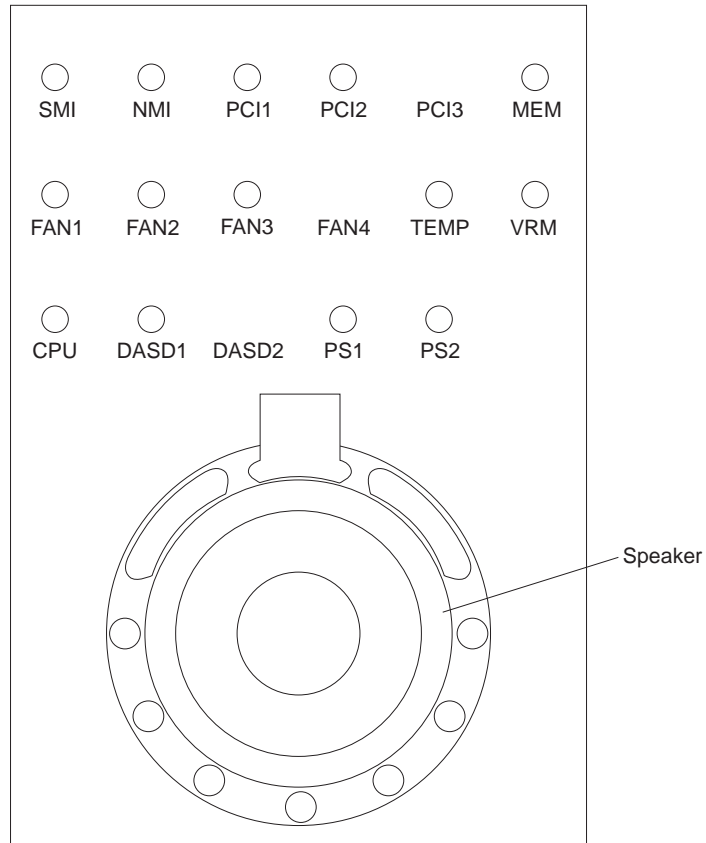 SMI NMI PCI1 PCI2 PCI3 MEM
FAN1 FAN2 FAN3 FAN4 TEMP VRM
CPU DASD1 DASD2 PS1 PS2
Speaker